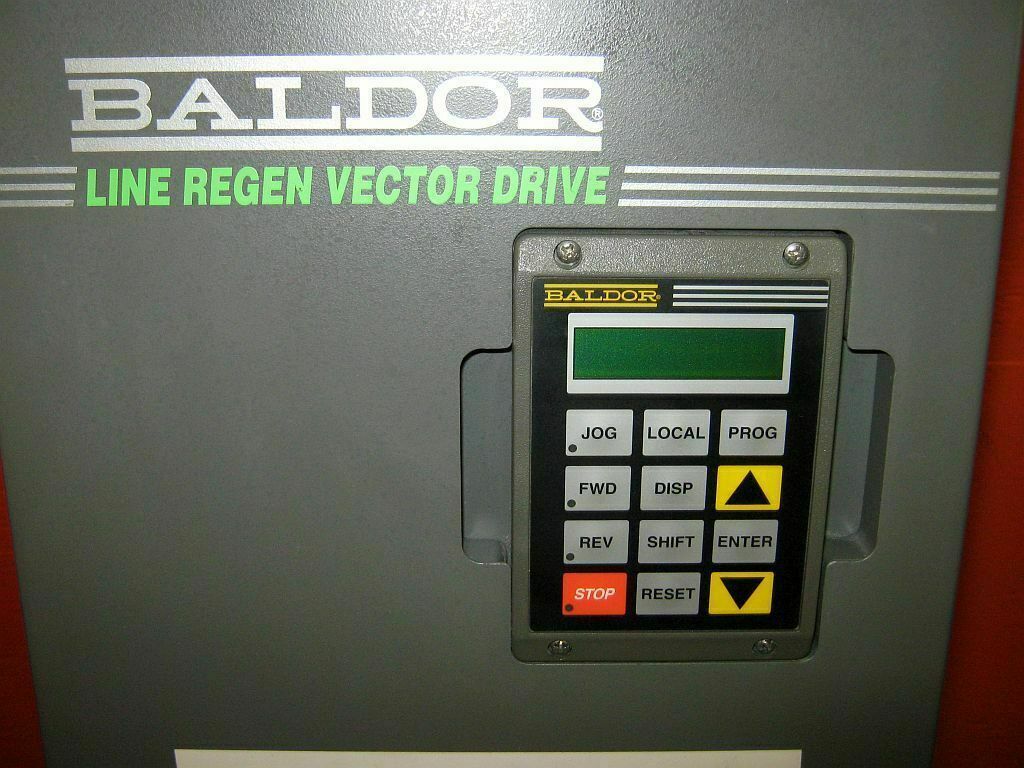 BALDOR®
LINE REGEN VECTOR DRIVE
BALDOR®
JOG LOCAL PROG
FWD DISP
REV SHIFT ENTER
STOP RESET